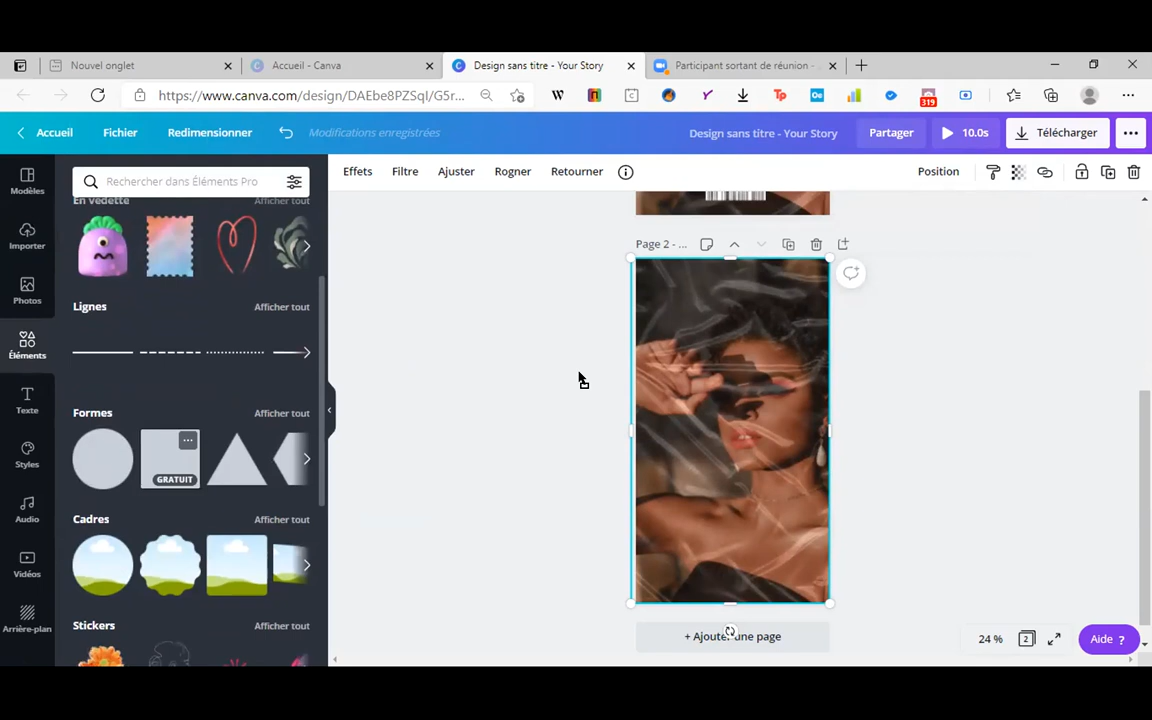 Nouvel onglet
Accueil - Canva
Design sans titre - Your Story
Participant sortant de réunion -
https://www.canva.com/design/DAEbe8PZSqI/G5r...
W
Tp
319
Accueil
Fichier
Redimensionner
Modifications enregistrées
Design sans titre - Your Story
Partager
10.0s
Télécharger
Modèles
Importer
Photos
Éléments
Texte
Styles
Audio
Vidéos
Arrière-plan
Rechercher dans Éléments Pro
En vedette
Afficher tout
Lignes
Afficher tout
Formes
Afficher tout
GRATUIT
Cadres
Afficher tout
Stickers
Afficher tout
Effets
Filtre
Ajuster
Rogner
Retourner
Position
Page 2 - ...
+ Ajouter une page
24 %
2
Aide ?